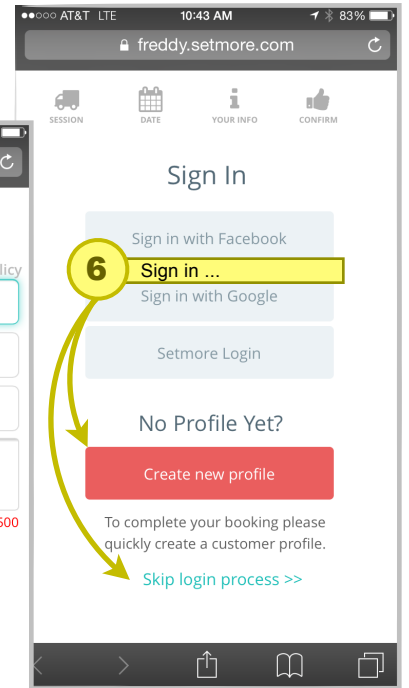 AT&T LTE 10:43 AM 83%
freddy.setmore.com
SESSION DATE YOUR INFO CONFIRM
Sign In
Sign in with Facebook
6 Sign in ...
Sign in with Google
Setmore Login
No Profile Yet?
Create new profile
To complete your booking please
quickly create a customer profile.
Skip login process >>
licy
500